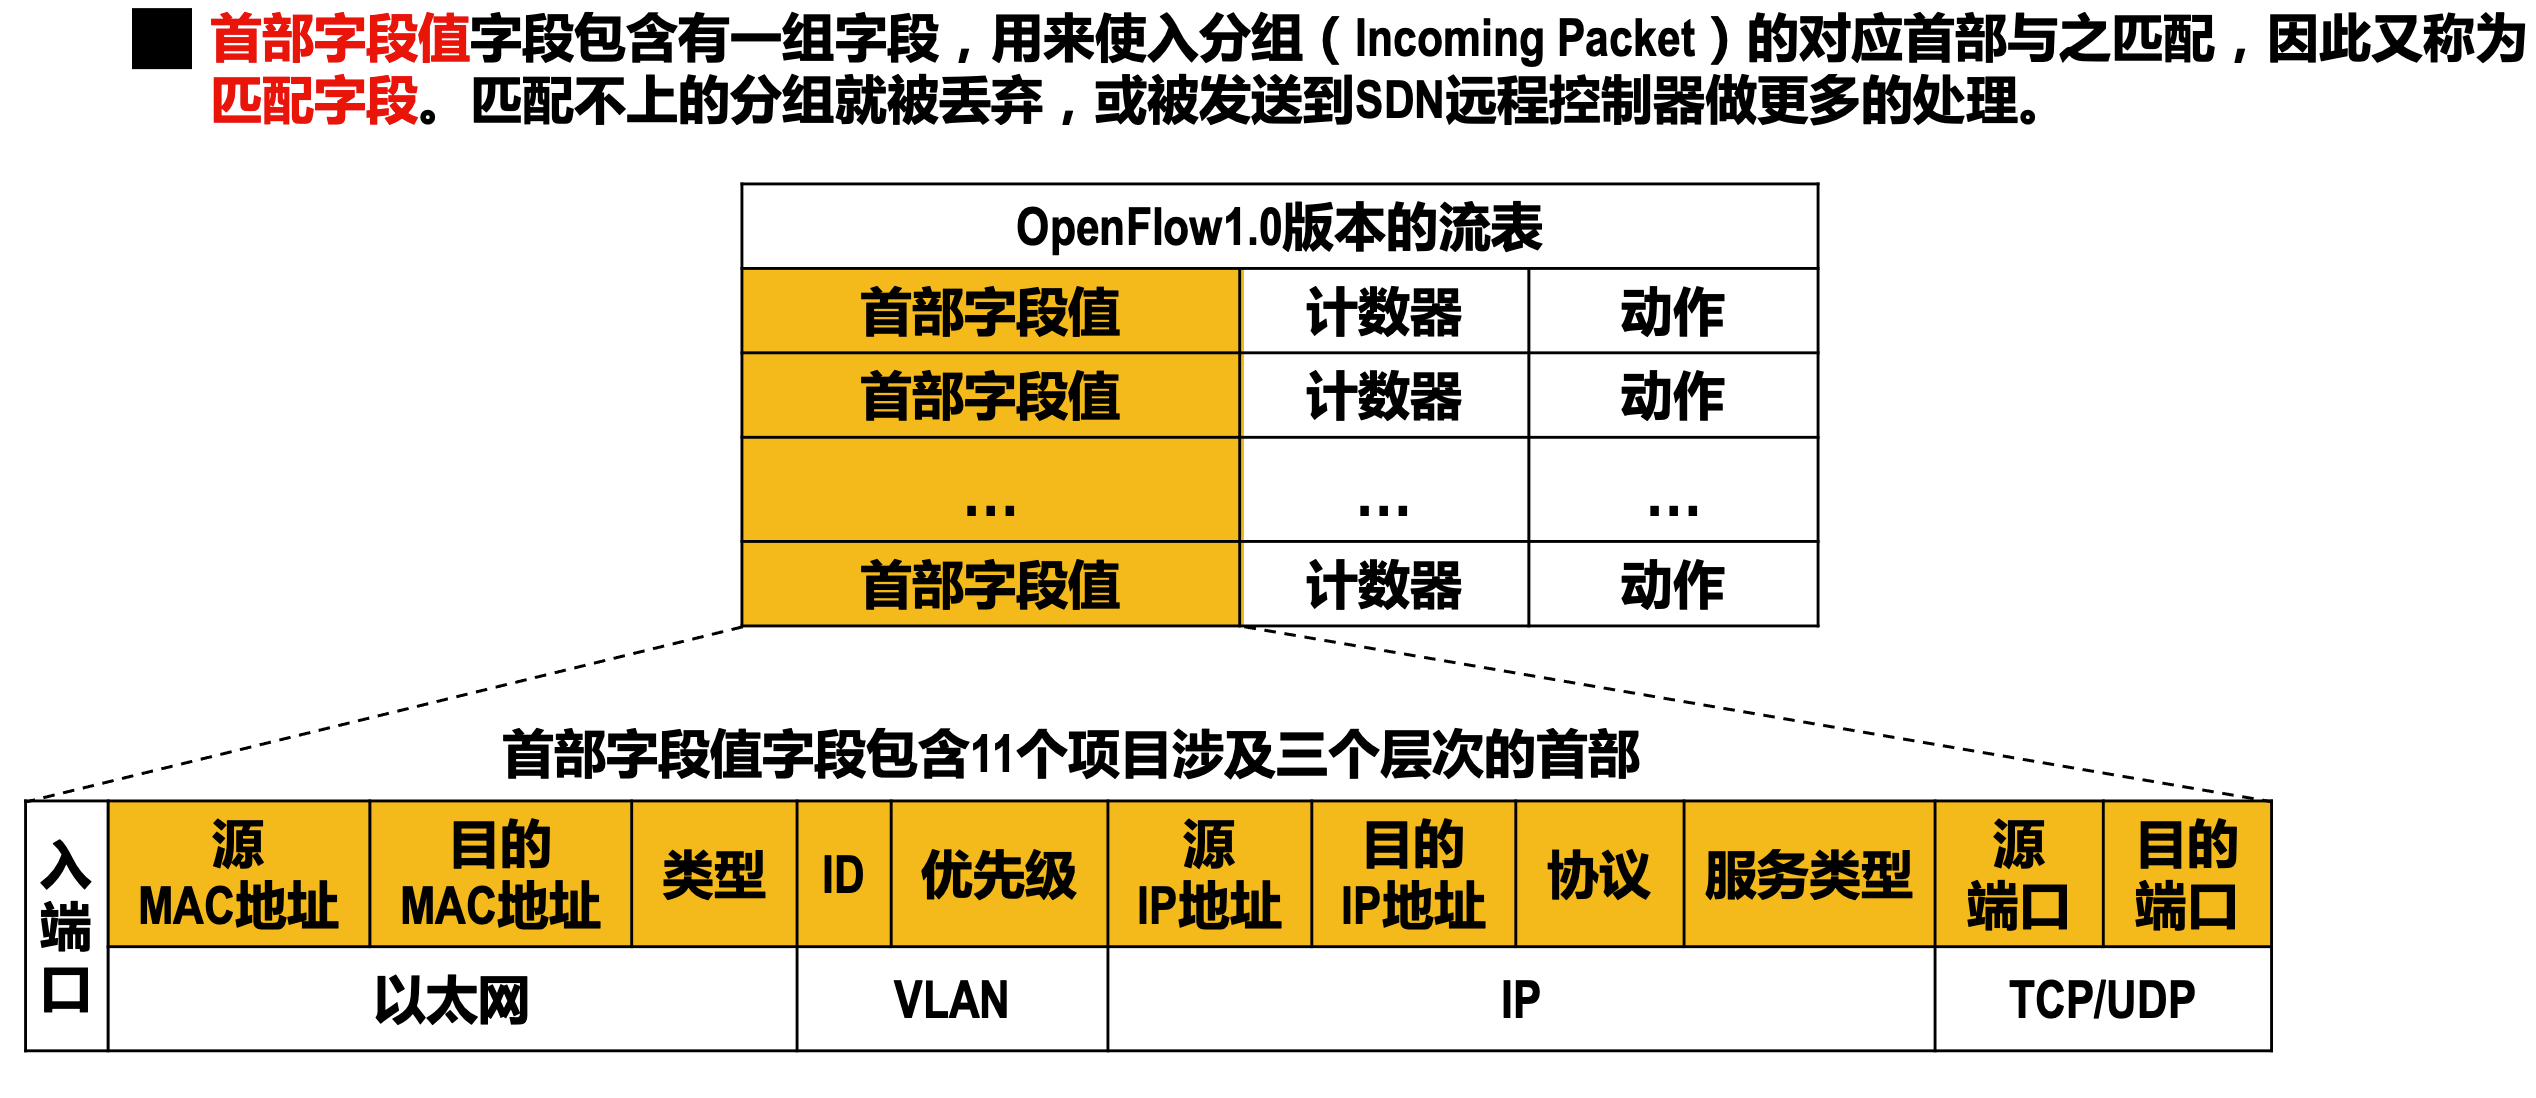 首部字段值字段包含有一组字段，用来使入分组（Incoming Packet）的对应首部与之匹配，因此又称为
匹配字段。匹配不上的分组就被丢弃，或被发送到SDN远程控制器做更多的处理。
OpenFlow1.0版本的流表
首部字段值 计数器 动作
首部字段值 计数器 动作
… … …
首部字段值 计数器 动作
首部字段值字段包含11个项目涉及三个层次的首部
入端口
源
MAC地址
目的
MAC地址
类型
ID
优先级
源
IP地址
目的
IP地址
协议
服务类型
源
端口
目的
端口
以太网 VLAN IP TCP/UDP